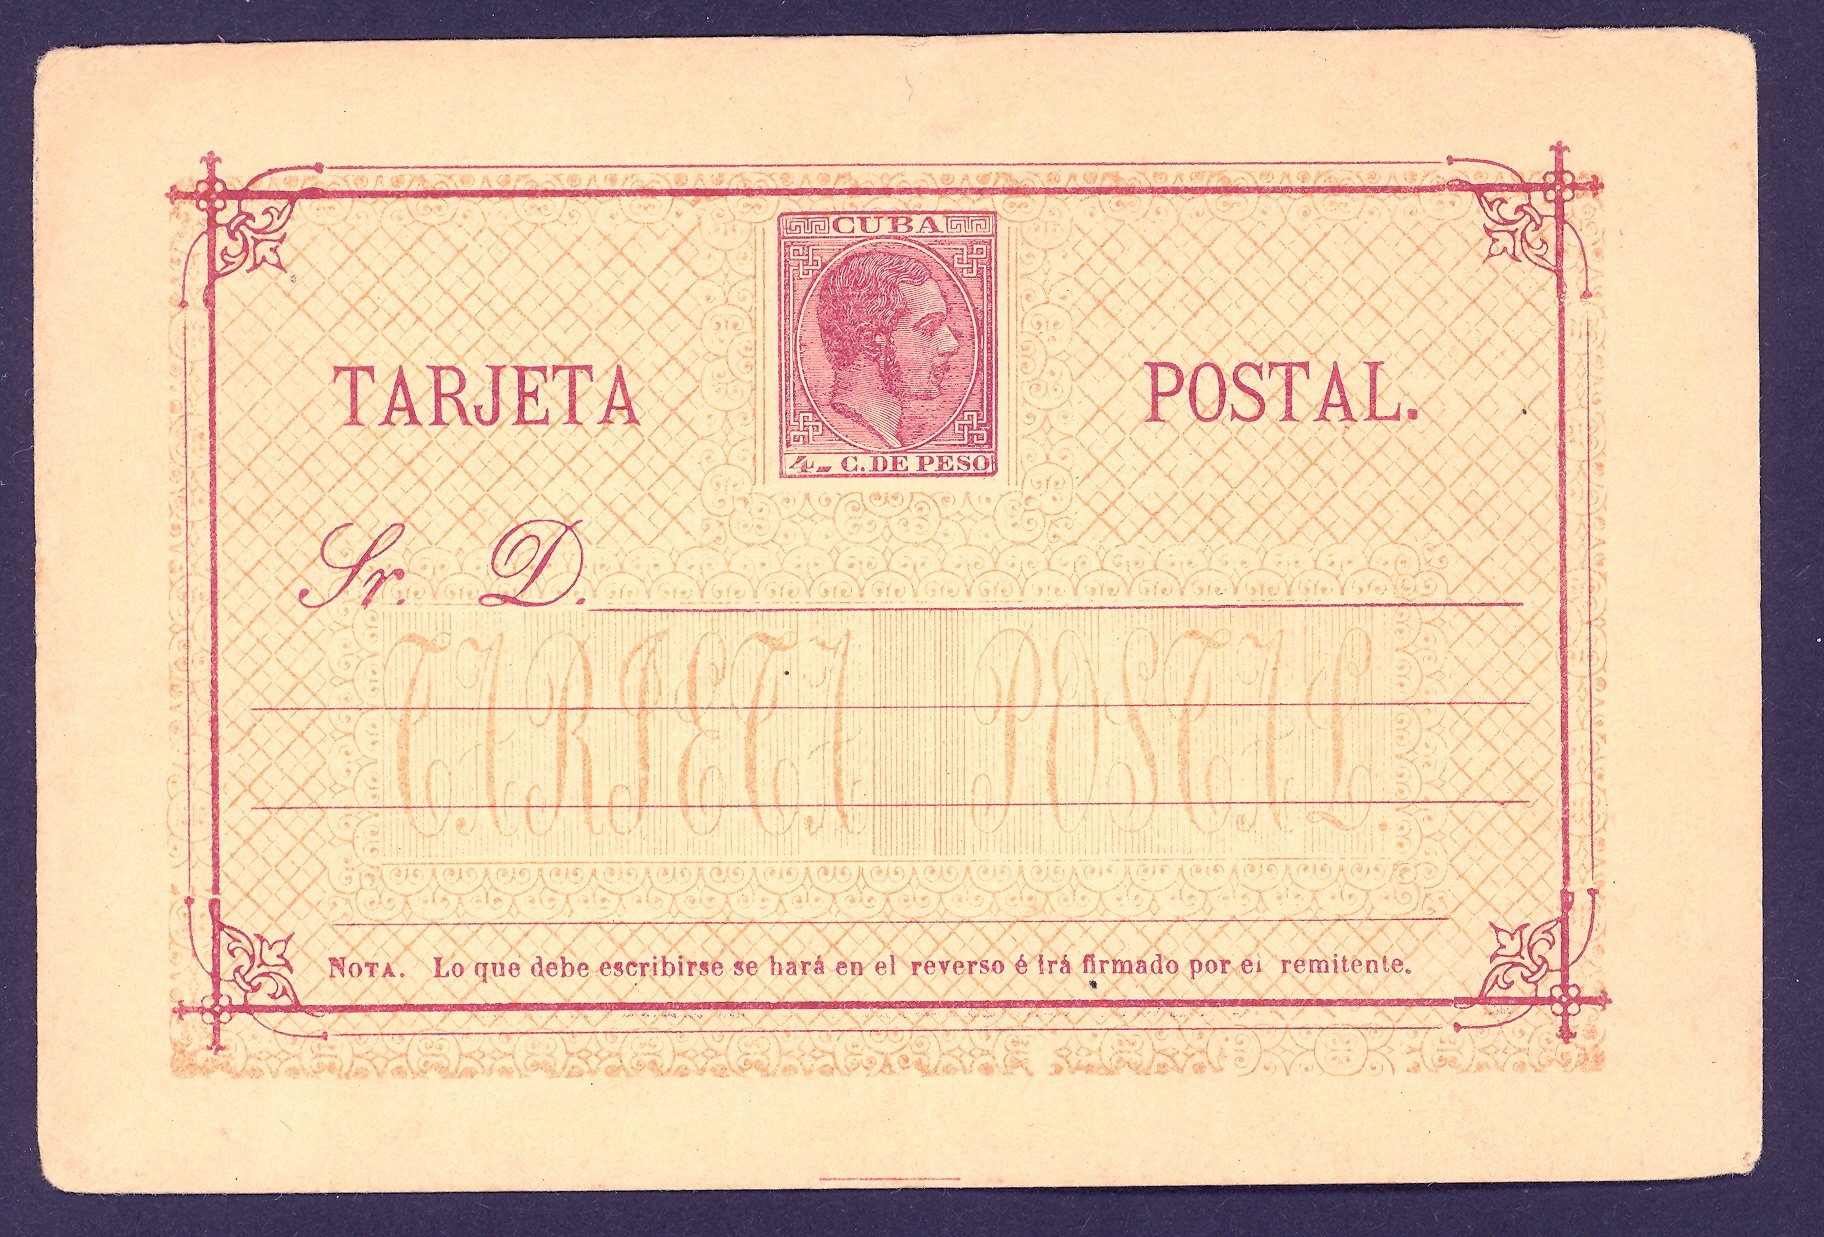 CUBA
TARJETA POSTAL.
4 C. DE PESO
Sr. D.
TARJETA POSTAL.
NOTA. Lo que debe escribirse se hará en el reverso é irá firmado por el remitente.